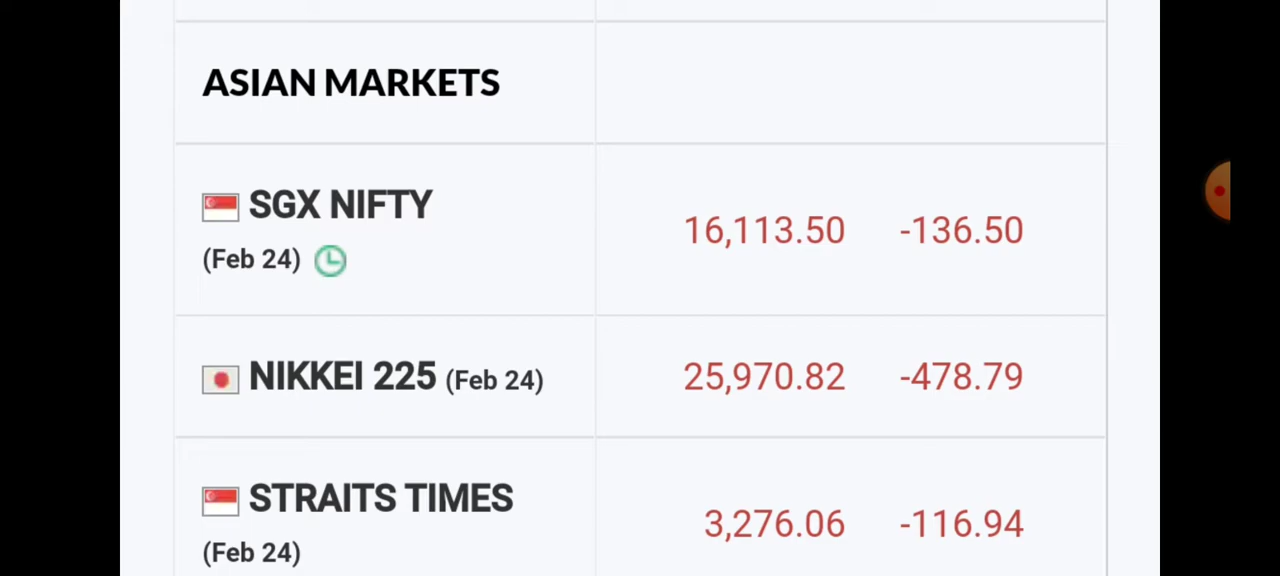 ASIAN MARKETS
SGX NIFTY
(Feb 24)
16,113.50 -136.50
NIKKEI 225 (Feb 24) 25,970.82 -478.79
STRAITS TIMES
(Feb 24)
3,276.06 -116.94